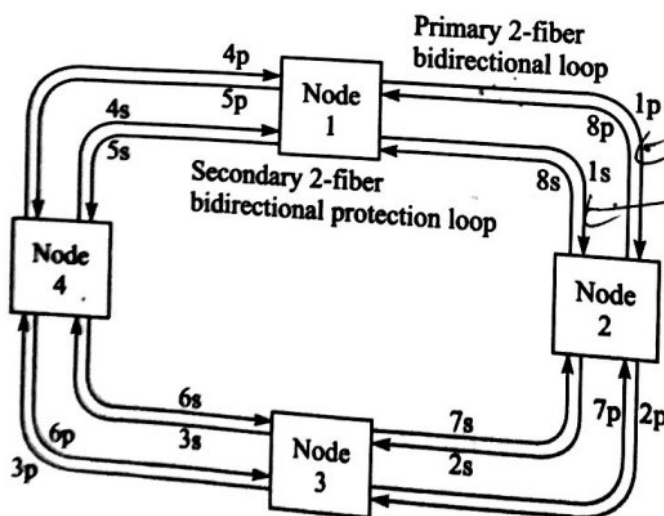 Primary 2-fiber
bidirectional loop
4p
5p
Node
1
1p
8p
4s
5s
1s
8s
Secondary 2-fiber
bidirectional protection loop
Node
4
Node
2
6s
3s
7s
2s
7p
2p
6p
3p
Node
3